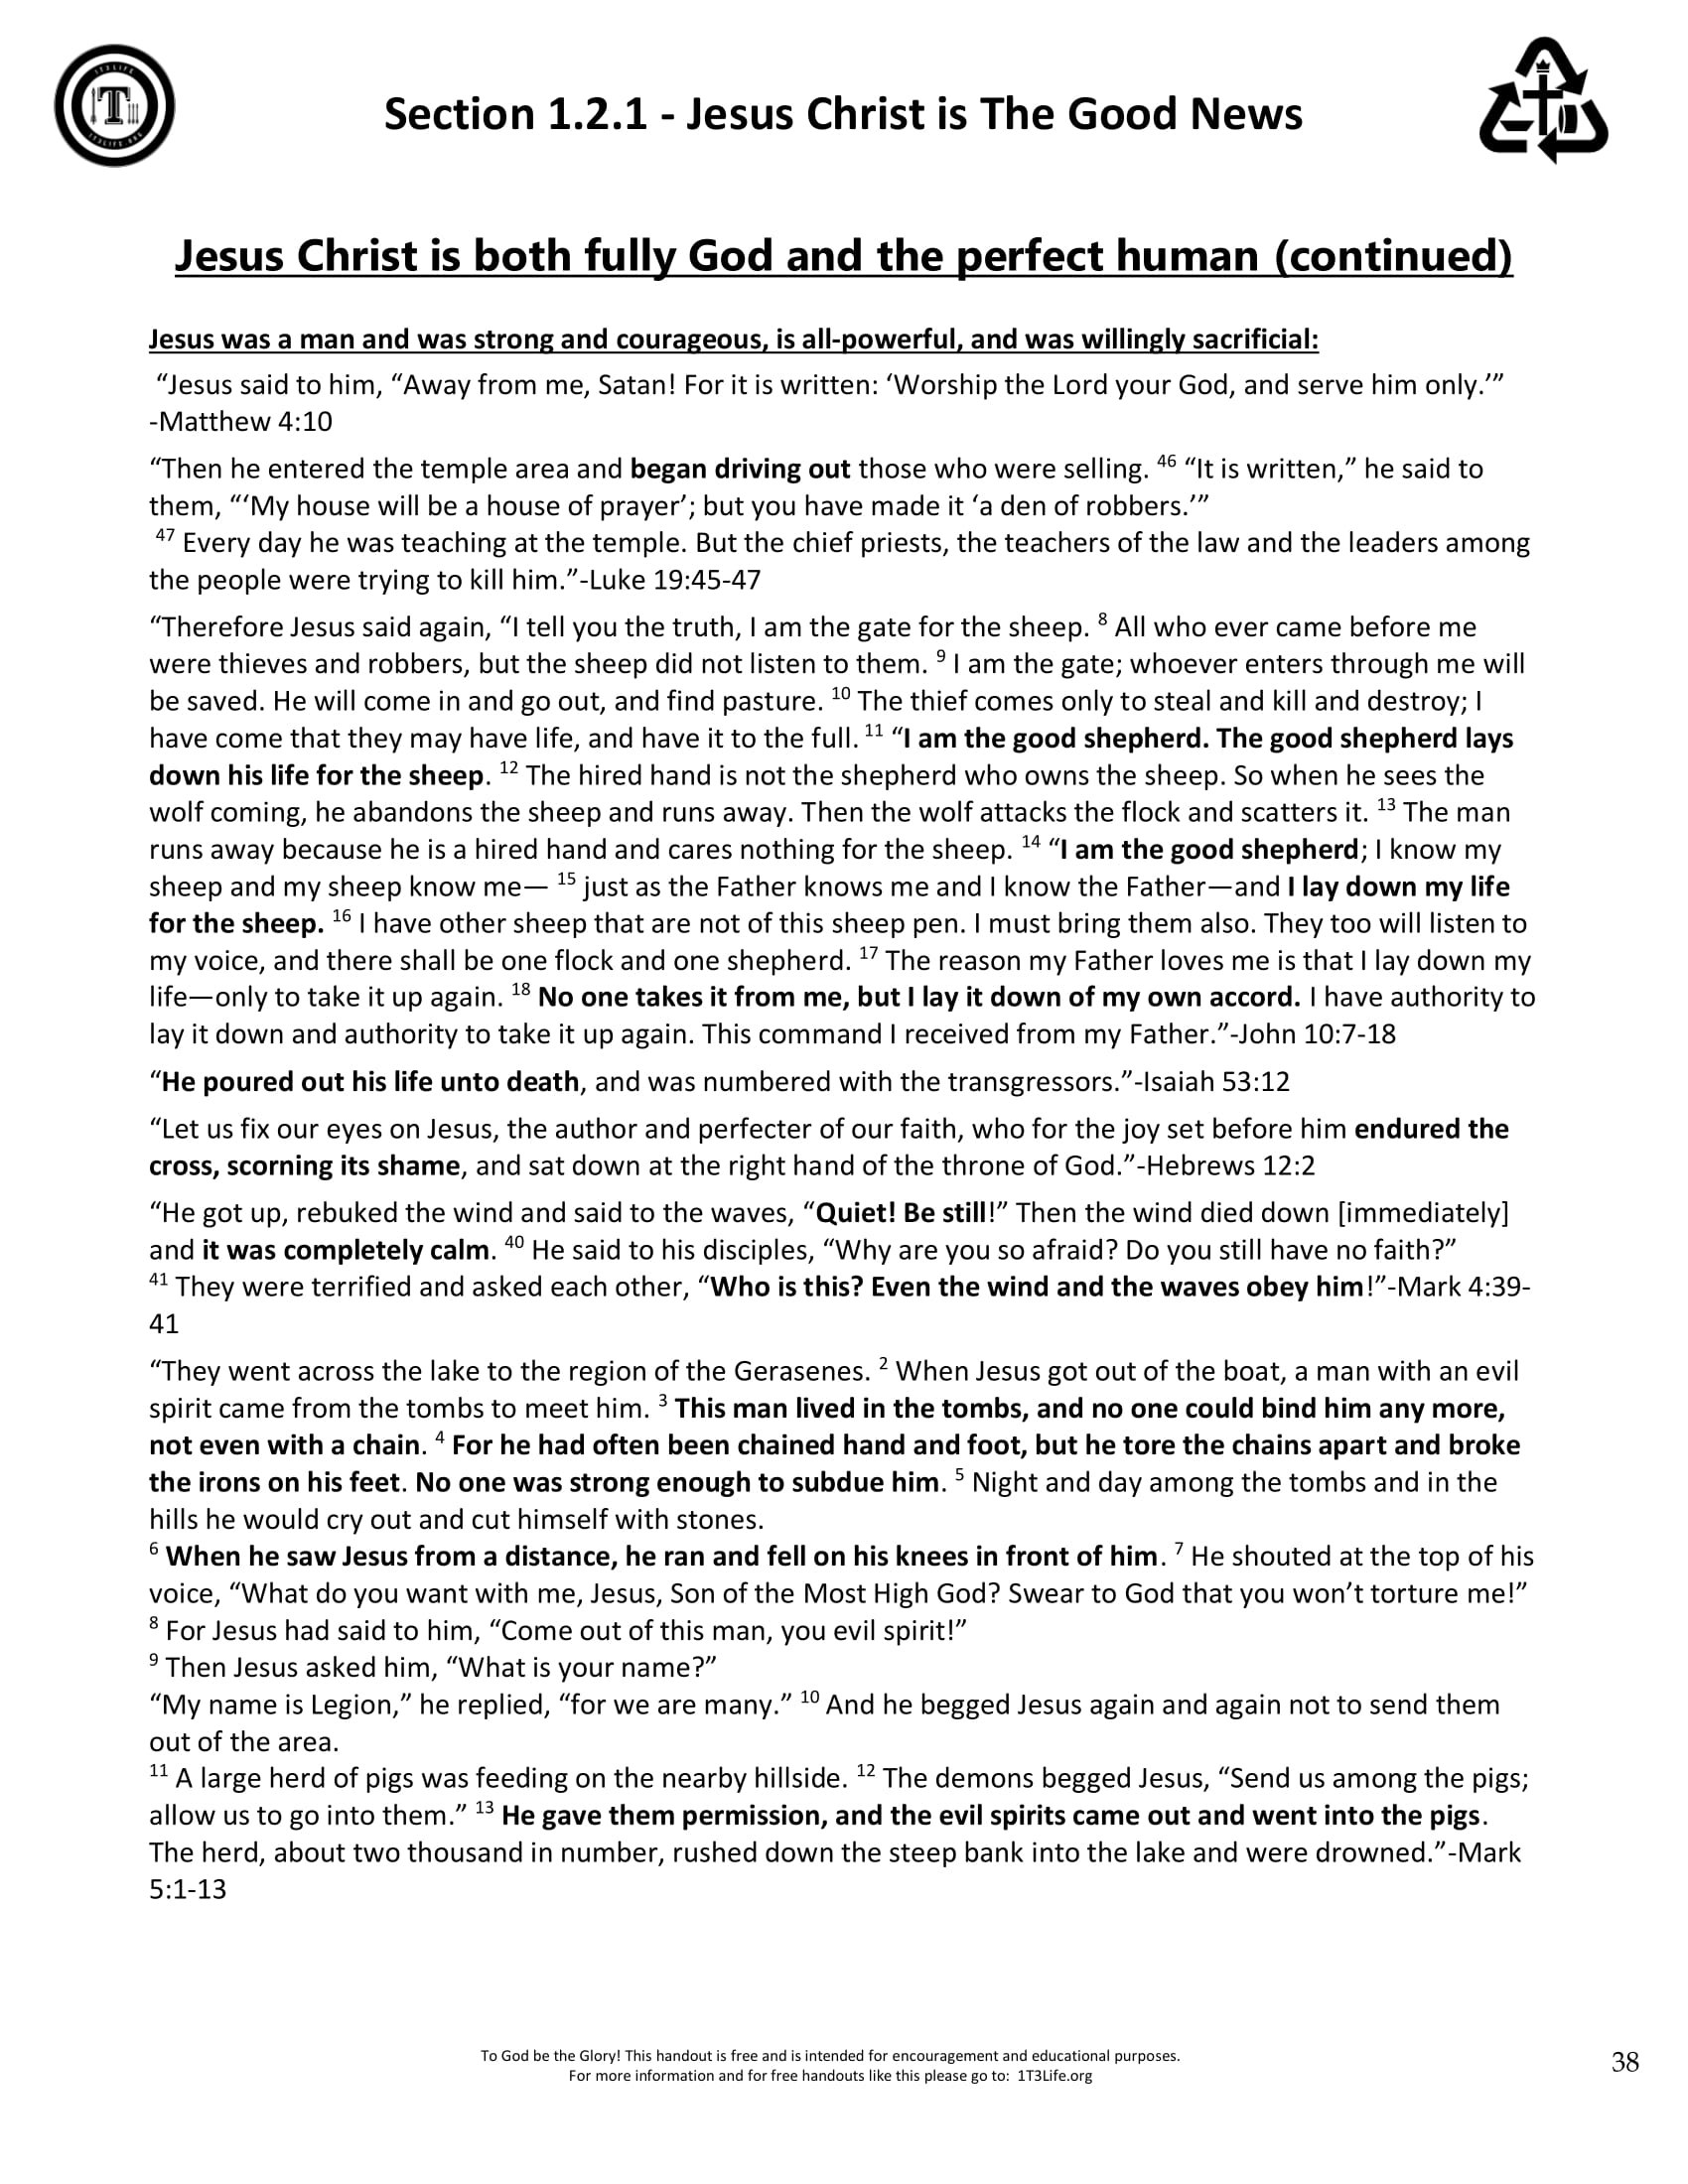 1T3LIFE
T
1T3LIFE.ORG
Section 1.2.1 - Jesus Christ is The Good News
Jesus Christ is both fully God and the perfect human (continued)
Jesus was a man and was strong and courageous, is all-powerful, and was willingly sacrificial:
“Jesus said to him, “Away from me, Satan! For it is written: ‘Worship the Lord your God, and serve him only.’”
-Matthew 4:10
“Then he entered the temple area and began driving out those who were selling. 46 “It is written,” he said to
them, “‘My house will be a house of prayer’; but you have made it ‘a den of robbers.’”
47 Every day he was teaching at the temple. But the chief priests, the teachers of the law and the leaders among
the people were trying to kill him.”-Luke 19:45-47
“Therefore Jesus said again, “I tell you the truth, I am the gate for the sheep. 8 All who ever came before me
were thieves and robbers, but the sheep did not listen to them. 9 I am the gate; whoever enters through me will
be saved. He will come in and go out, and find pasture. 10 The thief comes only to steal and kill and destroy; I
have come that they may have life, and have it to the full. 11 “I am the good shepherd. The good shepherd lays
down his life for the sheep. 12 The hired hand is not the shepherd who owns the sheep. So when he sees the
wolf coming, he abandons the sheep and runs away. Then the wolf attacks the flock and scatters it. 13 The man
runs away because he is a hired hand and cares nothing for the sheep. 14 “I am the good shepherd; I know my
sheep and my sheep know me— 15 just as the Father knows me and I know the Father—and I lay down my life
for the sheep. 16 I have other sheep that are not of this sheep pen. I must bring them also. They too will listen to
my voice, and there shall be one flock and one shepherd. 17 The reason my Father loves me is that I lay down my
life—only to take it up again. 18 No one takes it from me, but I lay it down of my own accord. I have authority to
lay it down and authority to take it up again. This command I received from my Father.”-John 10:7-18
“He poured out his life unto death, and was numbered with the transgressors.”-Isaiah 53:12
“Let us fix our eyes on Jesus, the author and perfecter of our faith, who for the joy set before him endured the
cross, scorning its shame, and sat down at the right hand of the throne of God.”-Hebrews 12:2
“He got up, rebuked the wind and said to the waves, “Quiet! Be still!” Then the wind died down [immediately]
and it was completely calm. 40 He said to his disciples, “Why are you so afraid? Do you still have no faith?”
41 They were terrified and asked each other, “Who is this? Even the wind and the waves obey him!”-Mark 4:39-
41
“They went across the lake to the region of the Gerasenes. 2 When Jesus got out of the boat, a man with an evil
spirit came from the tombs to meet him. 3 This man lived in the tombs, and no one could bind him any more,
not even with a chain. 4 For he had often been chained hand and foot, but he tore the chains apart and broke
the irons on his feet. No one was strong enough to subdue him. 5 Night and day among the tombs and in the
hills he would cry out and cut himself with stones.
6 When he saw Jesus from a distance, he ran and fell on his knees in front of him. 7 He shouted at the top of his
voice, “What do you want with me, Jesus, Son of the Most High God? Swear to God that you won’t torture me!”
8 For Jesus had said to him, “Come out of this man, you evil spirit!”
9 Then Jesus asked him, “What is your name?”
“My name is Legion,” he replied, “for we are many.” 10 And he begged Jesus again and again not to send them
out of the area.
11 A large herd of pigs was feeding on the nearby hillside. 12 The demons begged Jesus, “Send us among the pigs;
allow us to go into them.” 13 He gave them permission, and the evil spirits came out and went into the pigs.
The herd, about two thousand in number, rushed down the steep bank into the lake and were drowned.”-Mark
5:1-13
To God be the Glory! This handout is free and is intended for encouragement and educational purposes.
For more information and for free handouts like this please go to: 1T3Life.org
38